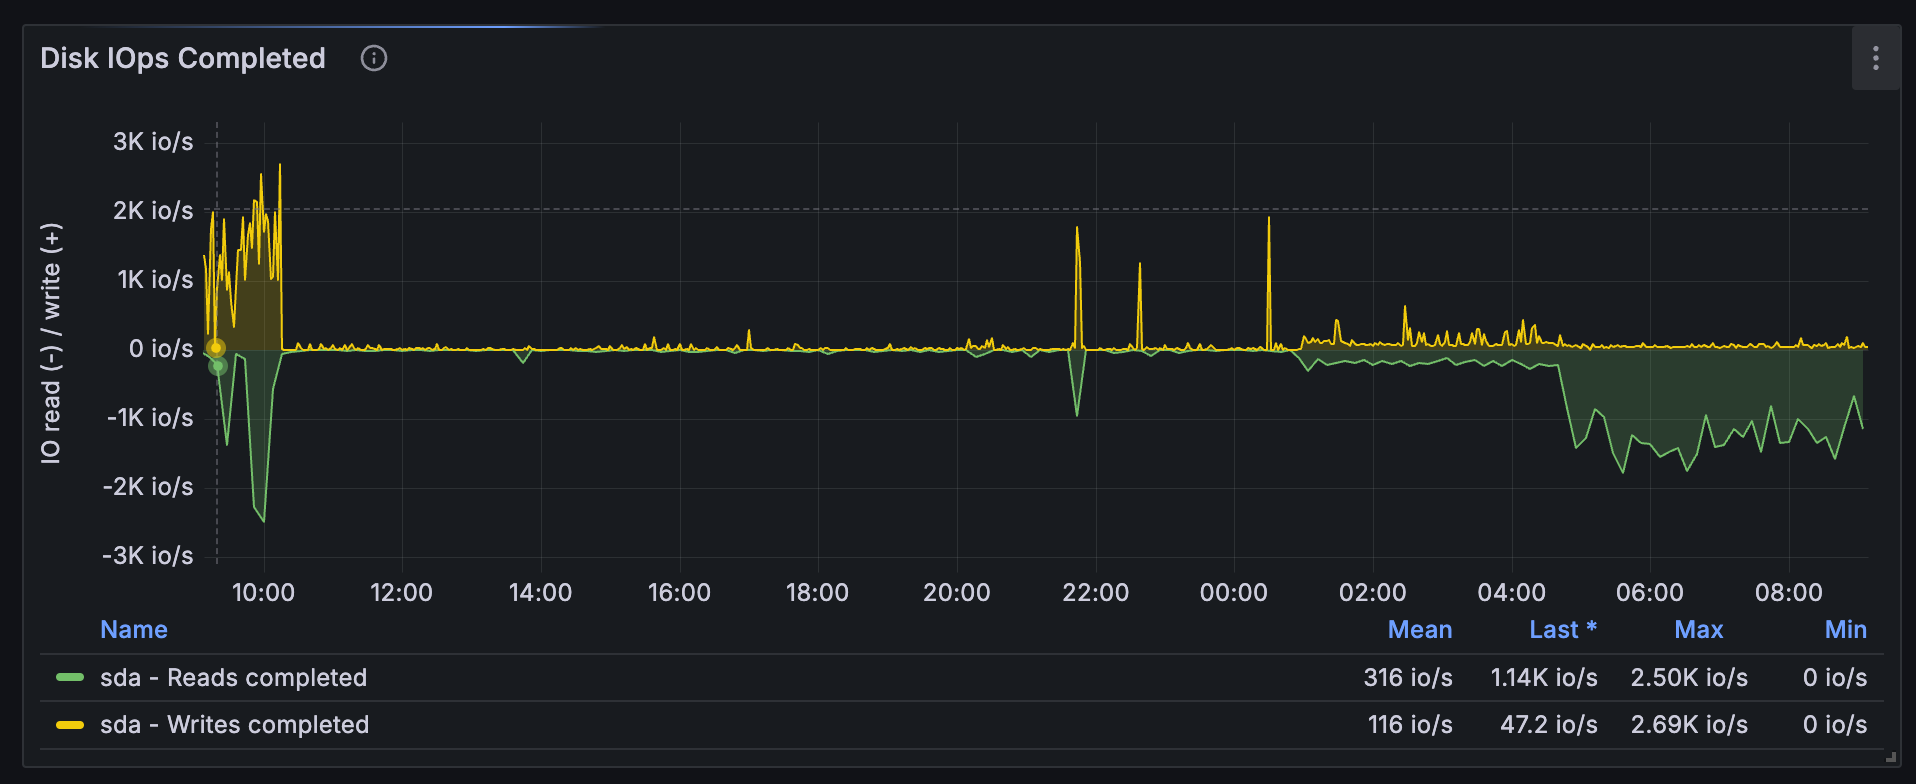 Disk IOps Completed
IO read (-) / write (+)
3K io/s
2K io/s
1K io/s
0 io/s
-1K io/s
-2K io/s
-3K io/s
10:00 12:00 14:00 16:00 18:00 20:00 22:00 00:00 02:00 04:00 06:00 08:00
Name Mean Last * Max Min
sda - Reads completed 316 io/s 1.14K io/s 2.50K io/s 0 io/s
sda - Writes completed 116 io/s 47.2 io/s 2.69K io/s 0 io/s